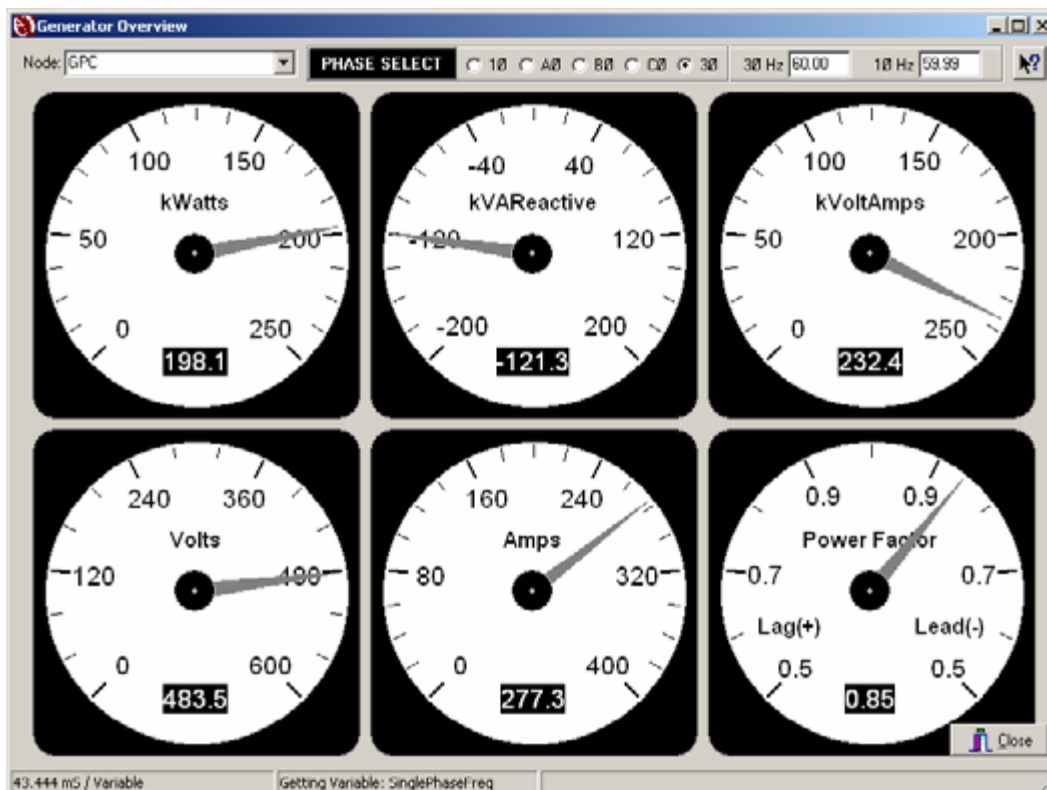 Generator Overview
Node: GPC PHASE SELECT 1Ø AØ BØ CØ 3Ø 3Ø Hz 60.00 1Ø Hz 59.99
100 150
kWatts
50 200
0 250
198.1
-40 40
kVAReactive
-120 120
-200 200
-121.3
100 150
kVoltAmps
50 200
0 250
232.4
240 360
Volts
120 480
0 600
483.5
160 240
Amps
80 320
0 400
277.3
0.9 0.9
Power Factor
0.7 0.7
Lag(+) Lead(-)
0.5 0.5
0.85
Close
43.444 mS / Variable Getting Variable: SinglePhaseFreq